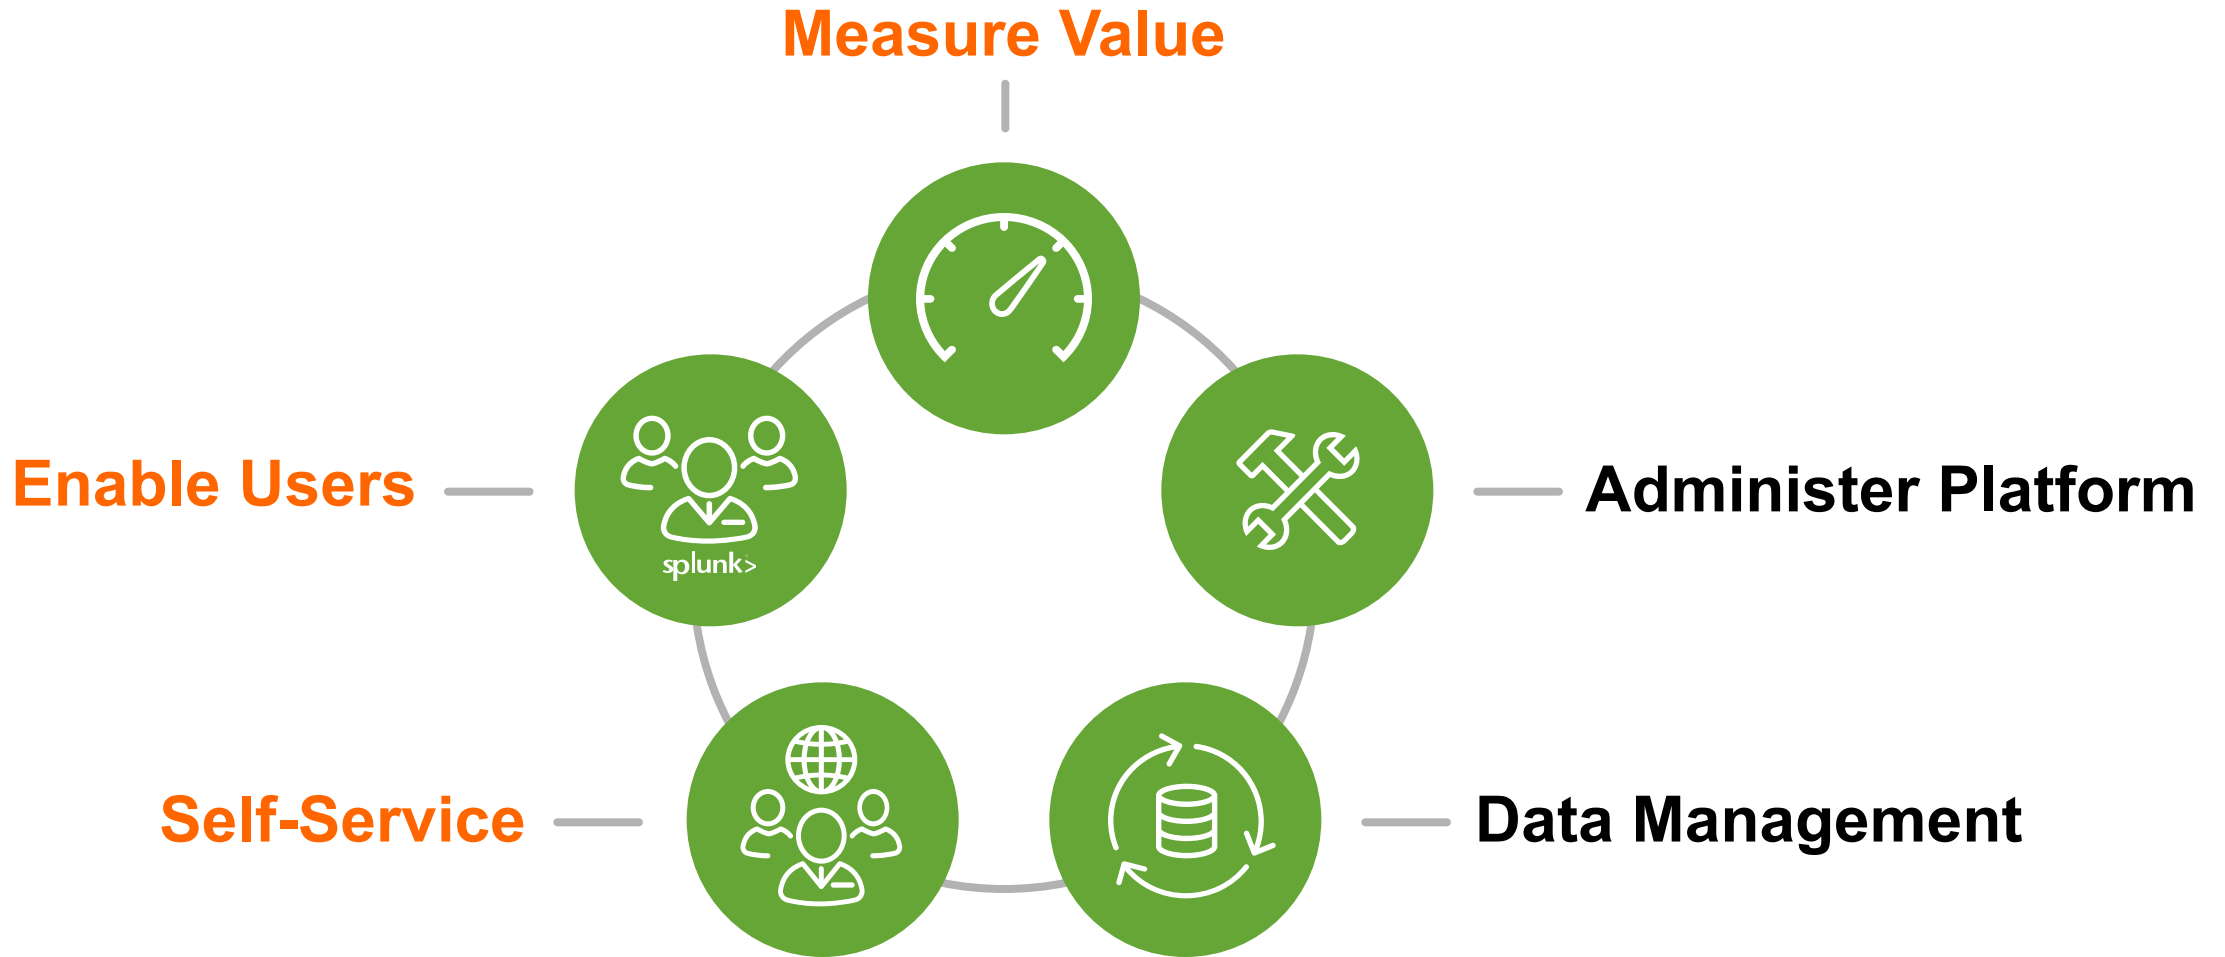 Measure Value
Enable Users
splunk>
Administer Platform
Self-Service
Data Management